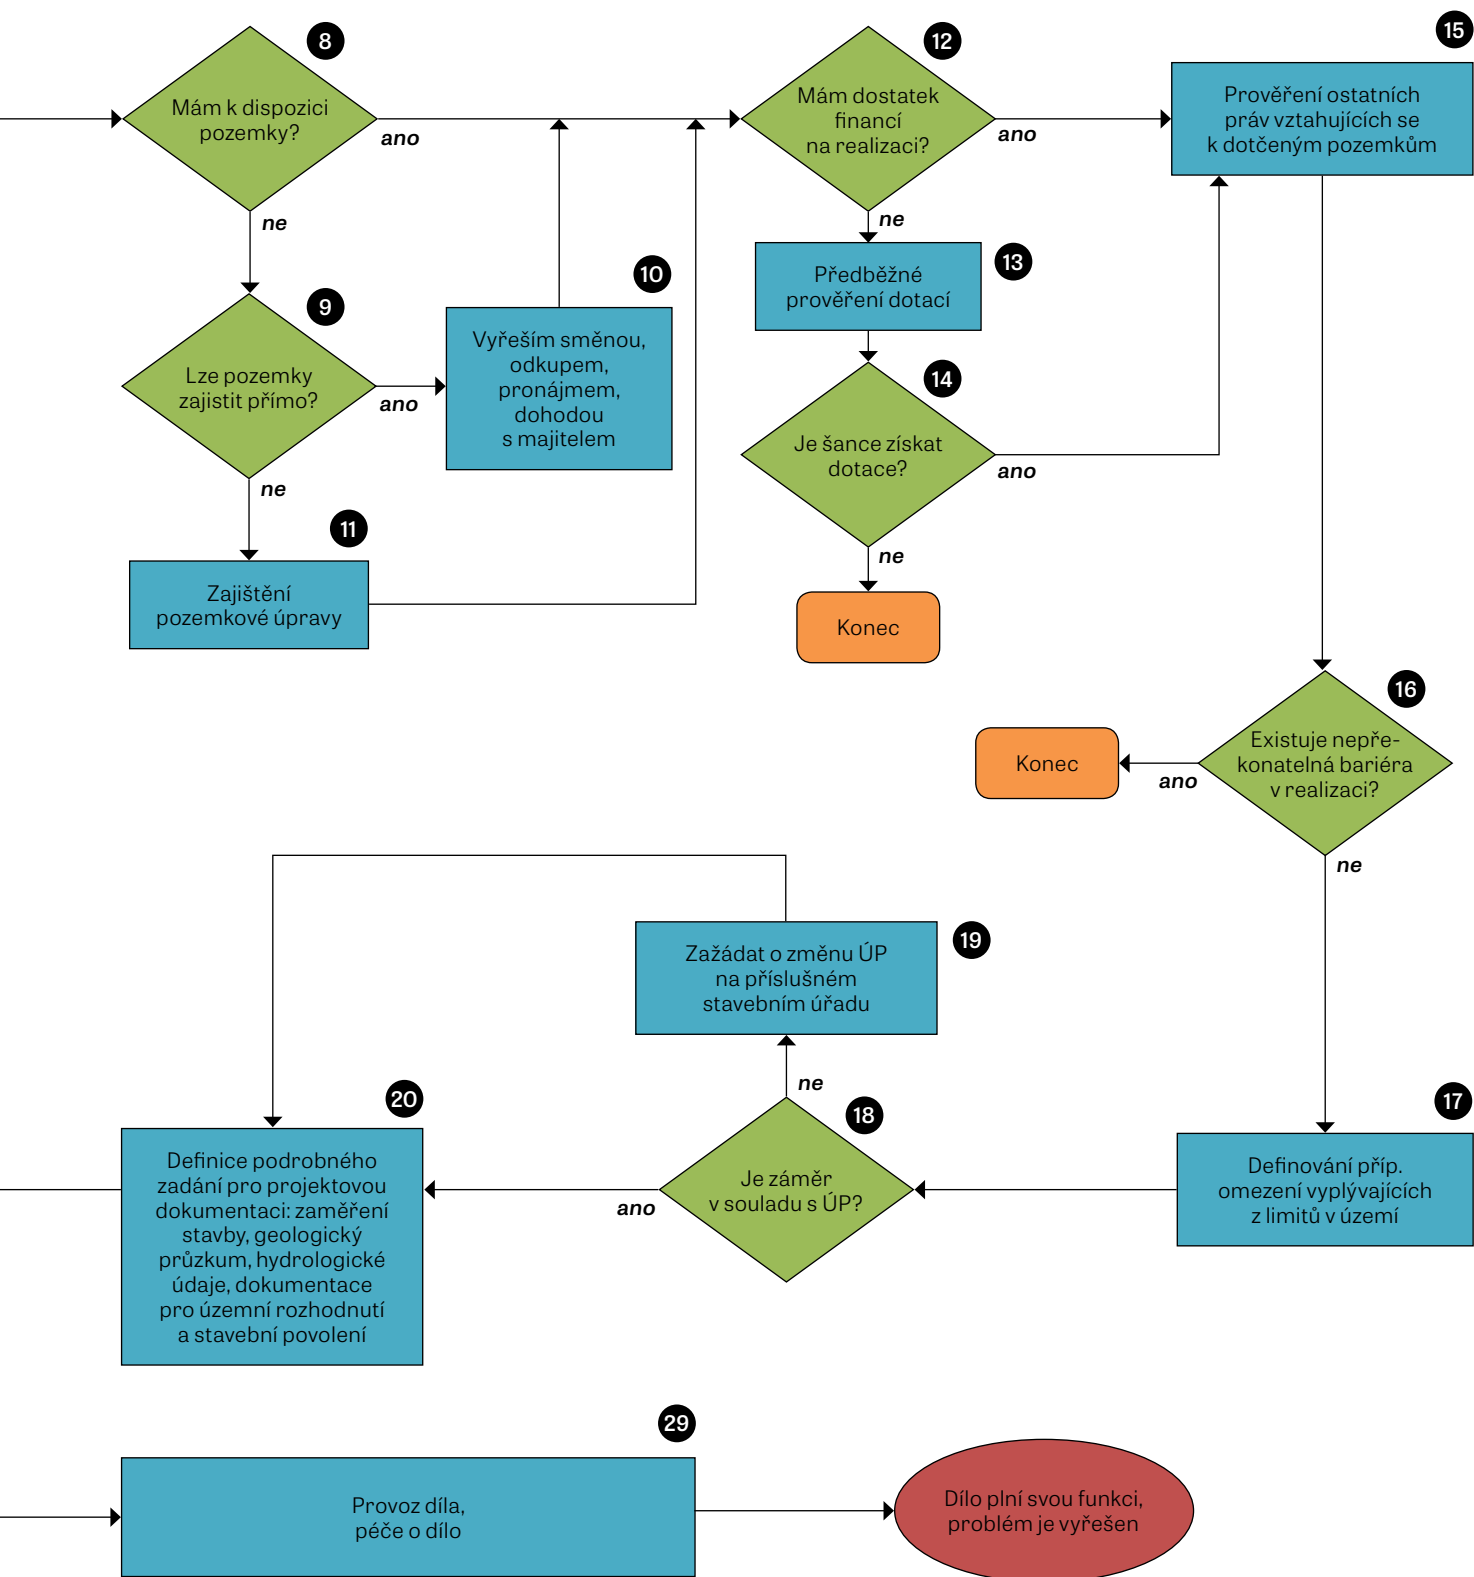 8
Mám k dispozici
pozemky?
ano
ne
9
Lze pozemky
zajistit přímo?
ano
ne
10
Vyřeším směnou,
odkupem,
pronájmem,
dohodou
s majitelem
11
Zajištění
pozemkové úpravy
12
Mám dostatek
financí
na realizaci?
ano
ne
13
Předběžné
prověření dotací
14
Je šance získat
dotace?
ano
ne
Konec
15
Prověření ostatních
práv vztahujících se
k dotčeným pozemkům
16
Existuje nepře-
konatelná bariéra
v realizaci?
ano
Konec
ne
17
Definování příp.
omezení vyplývajících
z limitů v území
18
Je záměr
v souladu s ÚP?
ne
ano
19
Zažádat o změnu ÚP
na příslušném
stavebním úřadu
20
Definice podrobného
zadání pro projektovou
dokumentaci: zaměření
stavby, geologický
průzkum, hydrologické
údaje, dokumentace
pro územní rozhodnutí
a stavební povolení
29
Provoz díla,
péče o dílo
Dílo plní svou funkci,
problém je vyřešen